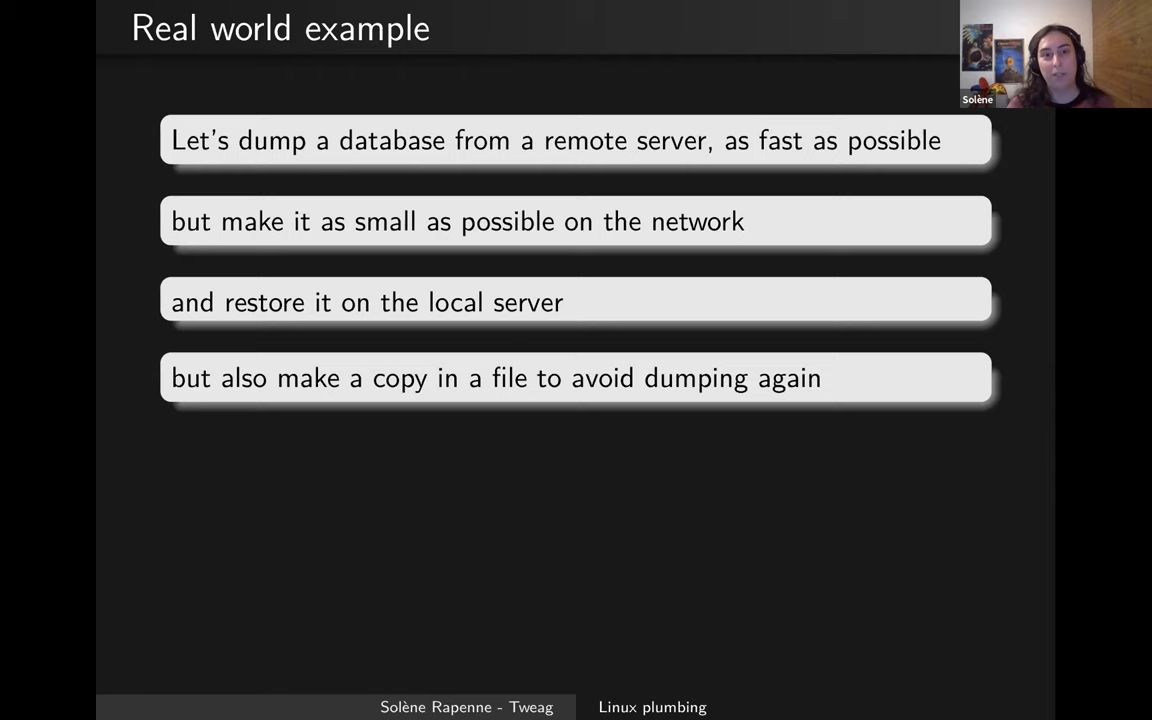 Real world example
Solène
Let's dump a database from a remote server, as fast as possible
but make it as small as possible on the network
and restore it on the local server
but also make a copy in a file to avoid dumping again
Solène Rapenne - Tweag
Linux plumbing